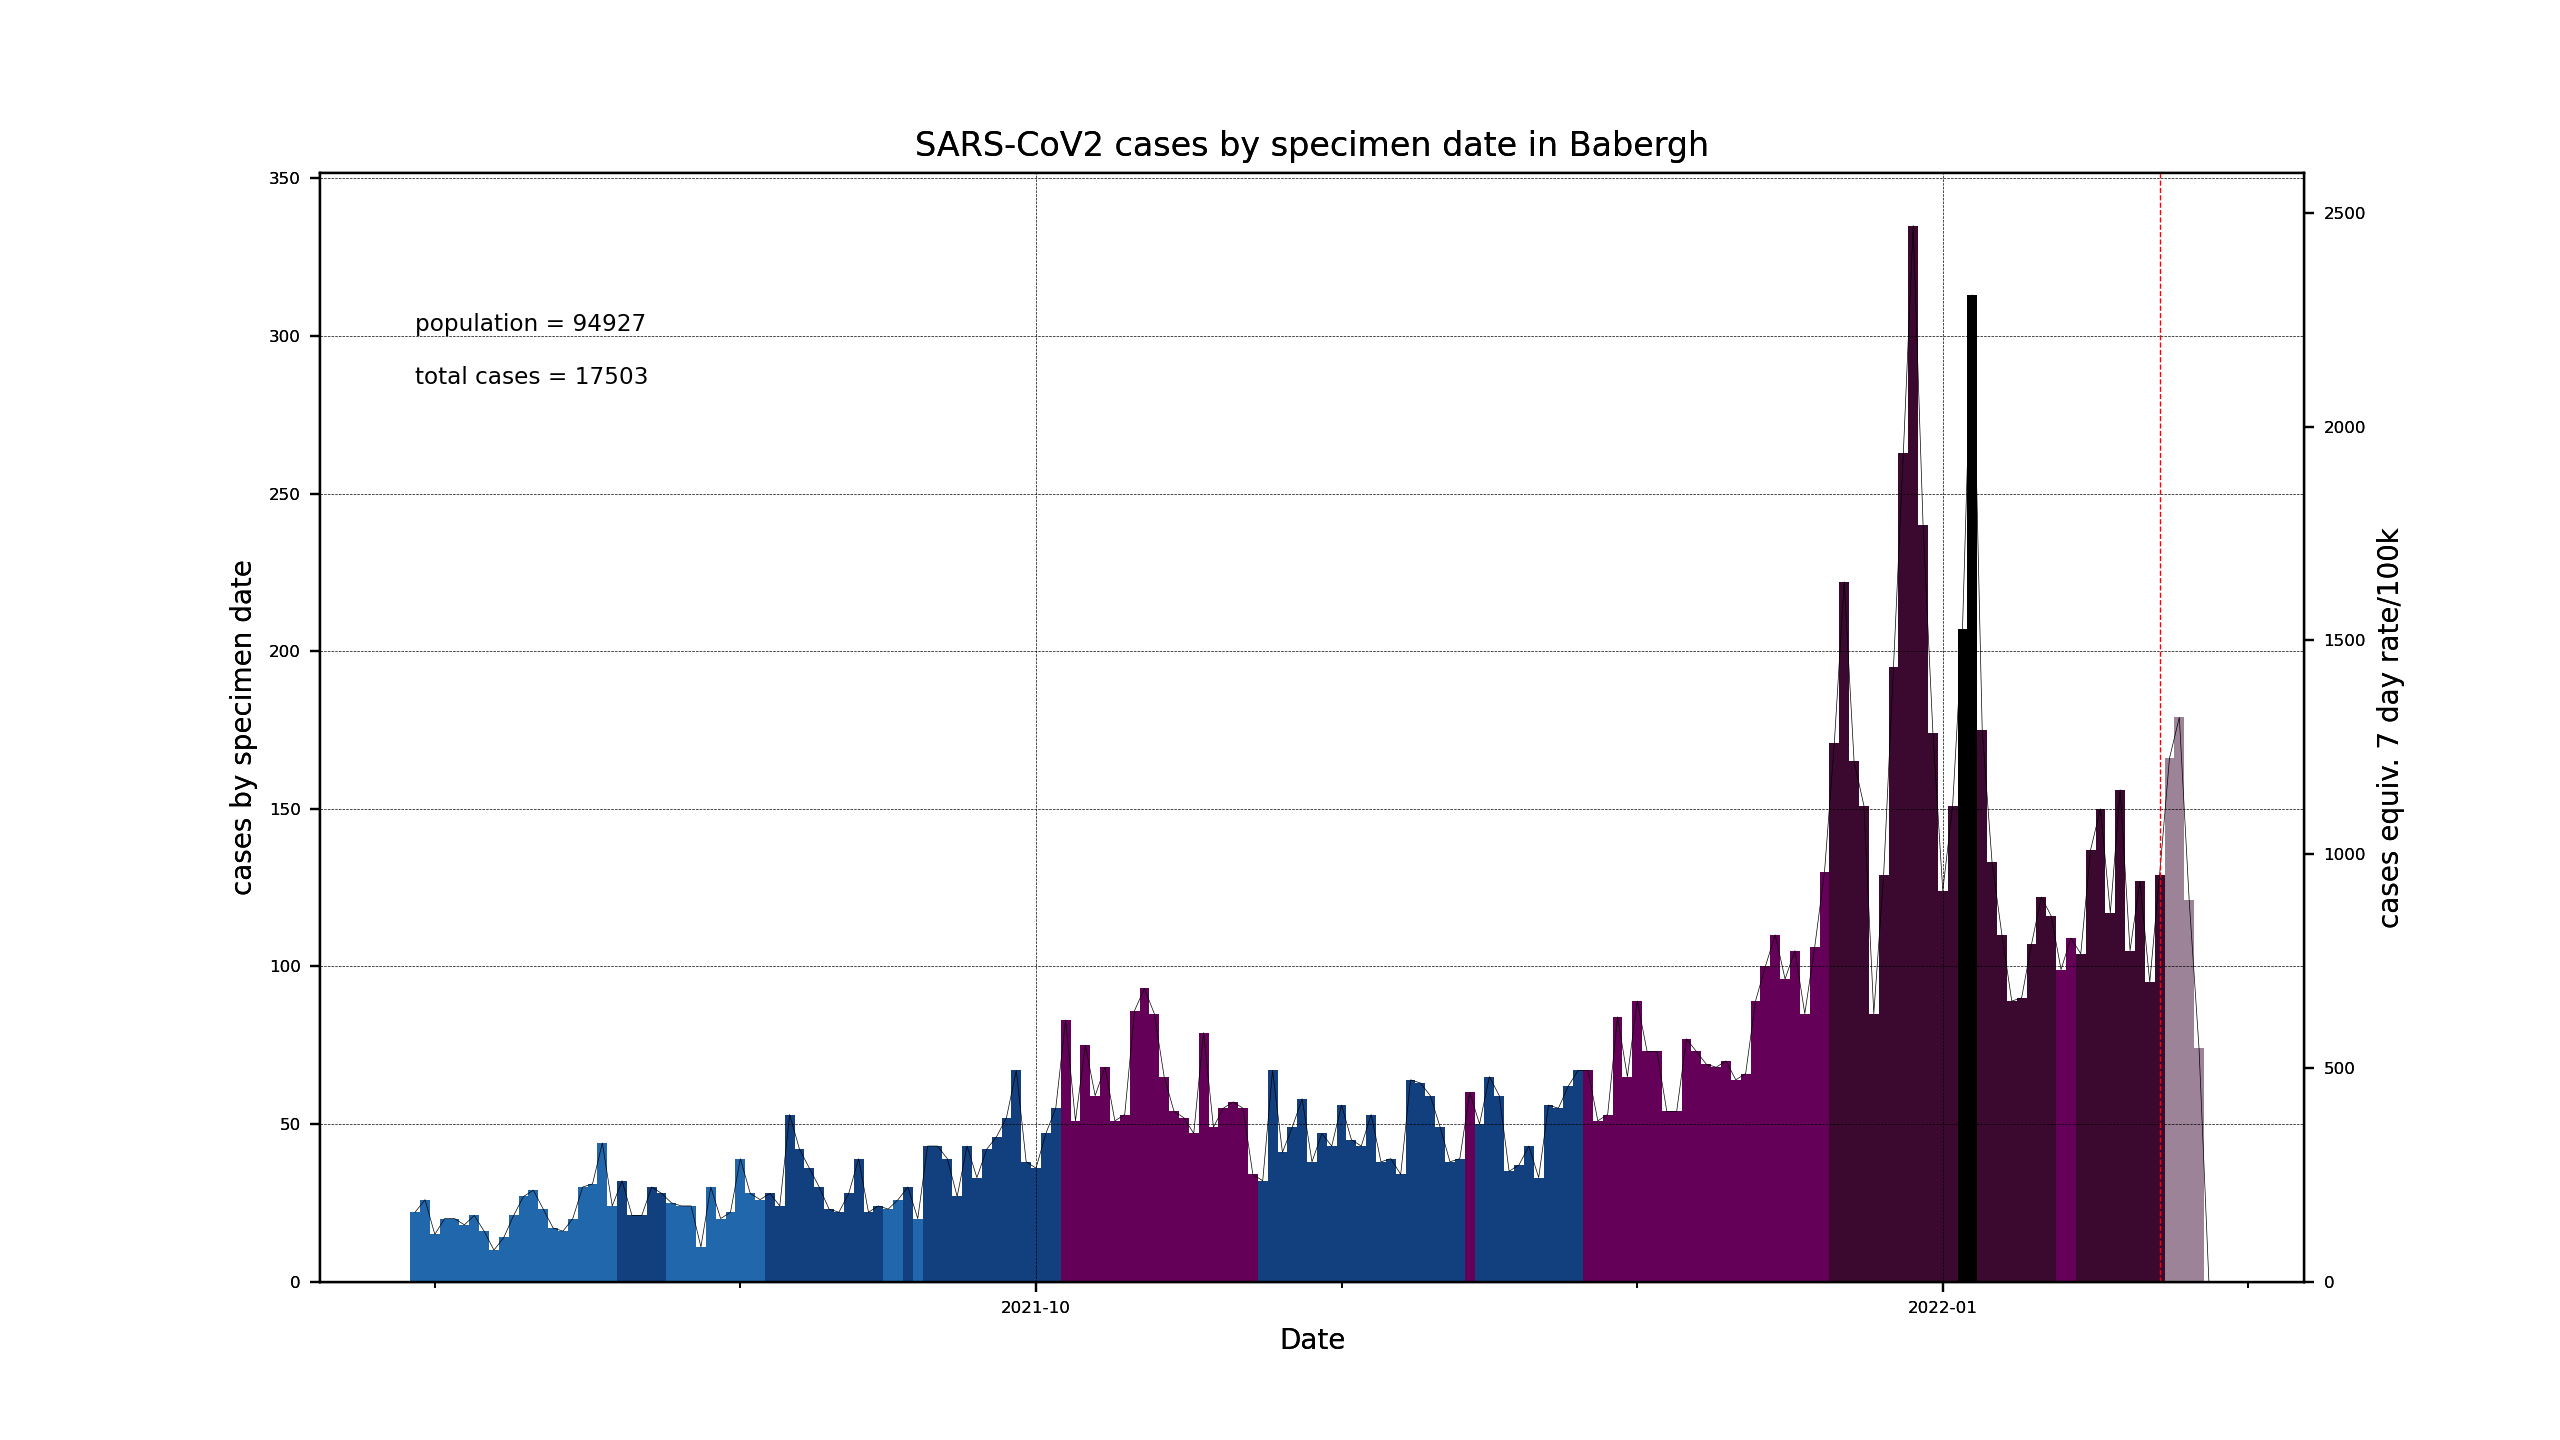 SARS-CoV2 cases by specimen date in Babergh
350
300
250
200
150
100
50
0
cases by specimen date
population = 94927
total cases = 17503
2500
2000
1500
1000
500
0
cases equiv. 7 day rate/100k
2021-10
2022-01
Date